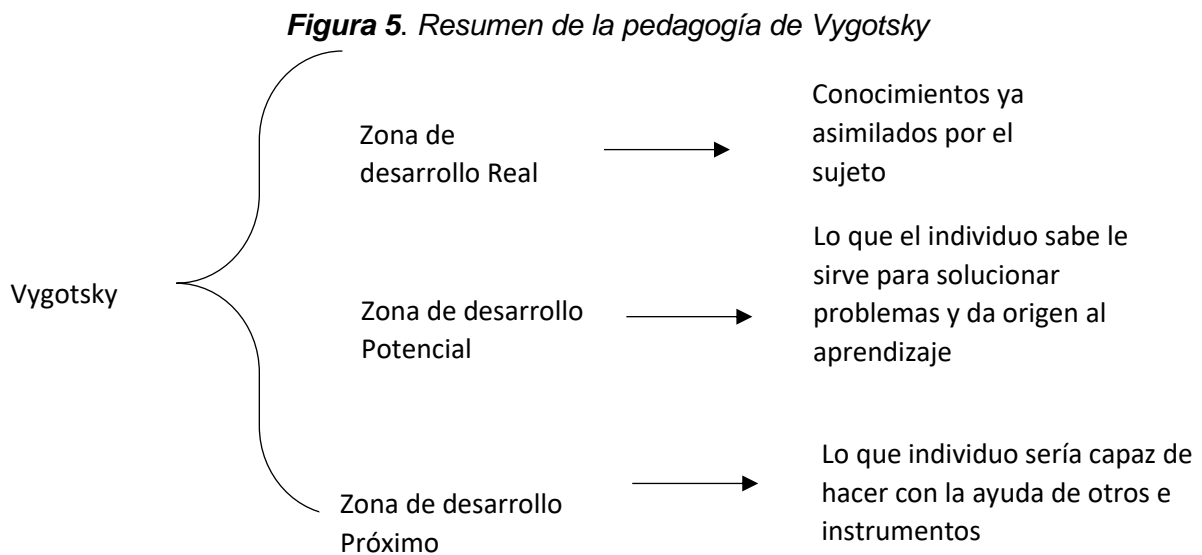 Figura 5. Resumen de la pedagogía de Vygotsky
Vygotsky
Zona de
desarrollo Real
Conocimientos ya
asimilados por el
sujeto
Zona de desarrollo
Potencial
Lo que el individuo sabe le
sirve para solucionar
problemas y da origen al
aprendizaje
Zona de desarrollo
Próximo
Lo que individuo sería capaz de
hacer con la ayuda de otros e
instrumentos